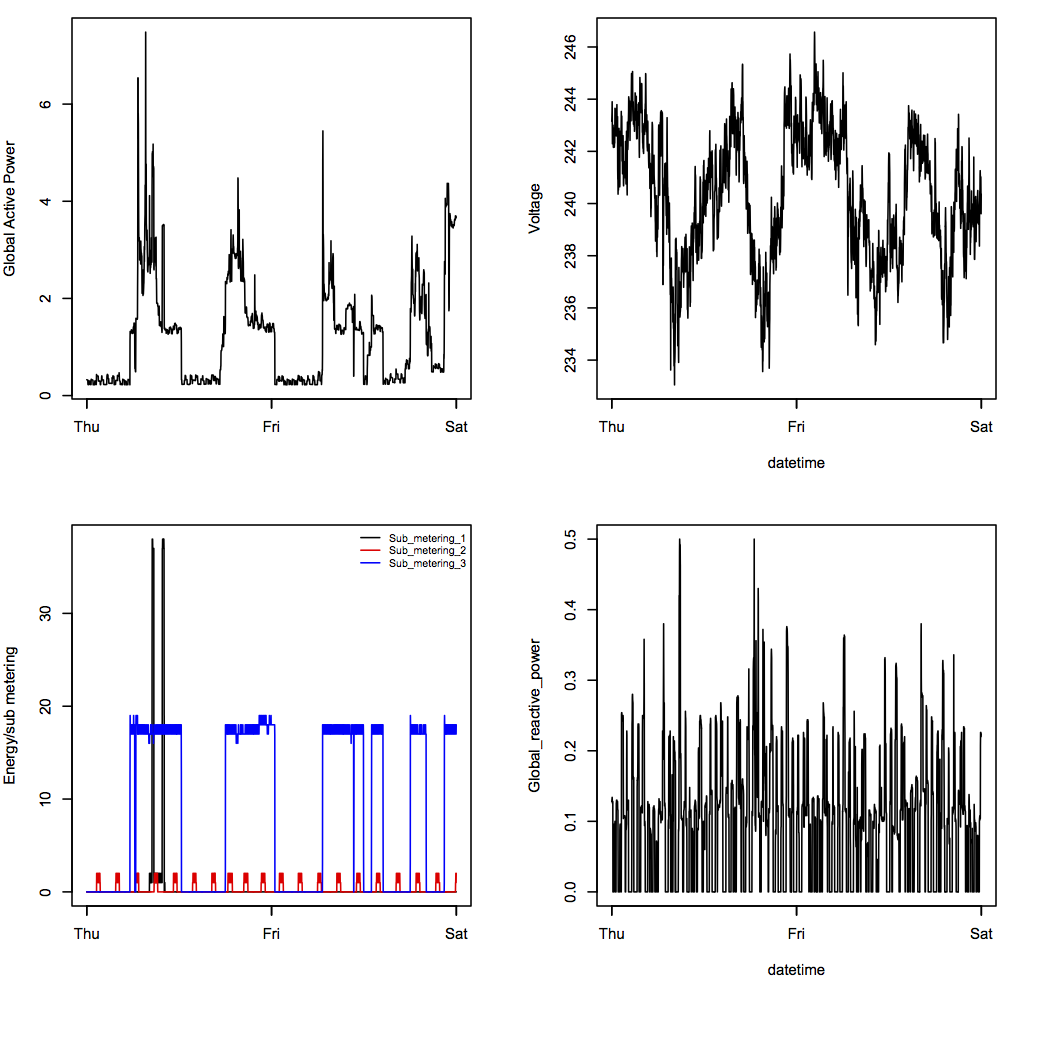 Global Active Power
0
2
4
6
Thu
Fri
Sat
Voltage
234
236
238
240
242
244
246
Thu
Fri
Sat
datetime
Energy/sub metering
0
10
20
30
Sub_metering_1
Sub_metering_2
Sub_metering_3
Thu
Fri
Sat
Global_reactive_power
0.0
0.1
0.2
0.3
0.4
0.5
Thu
Fri
Sat
datetime